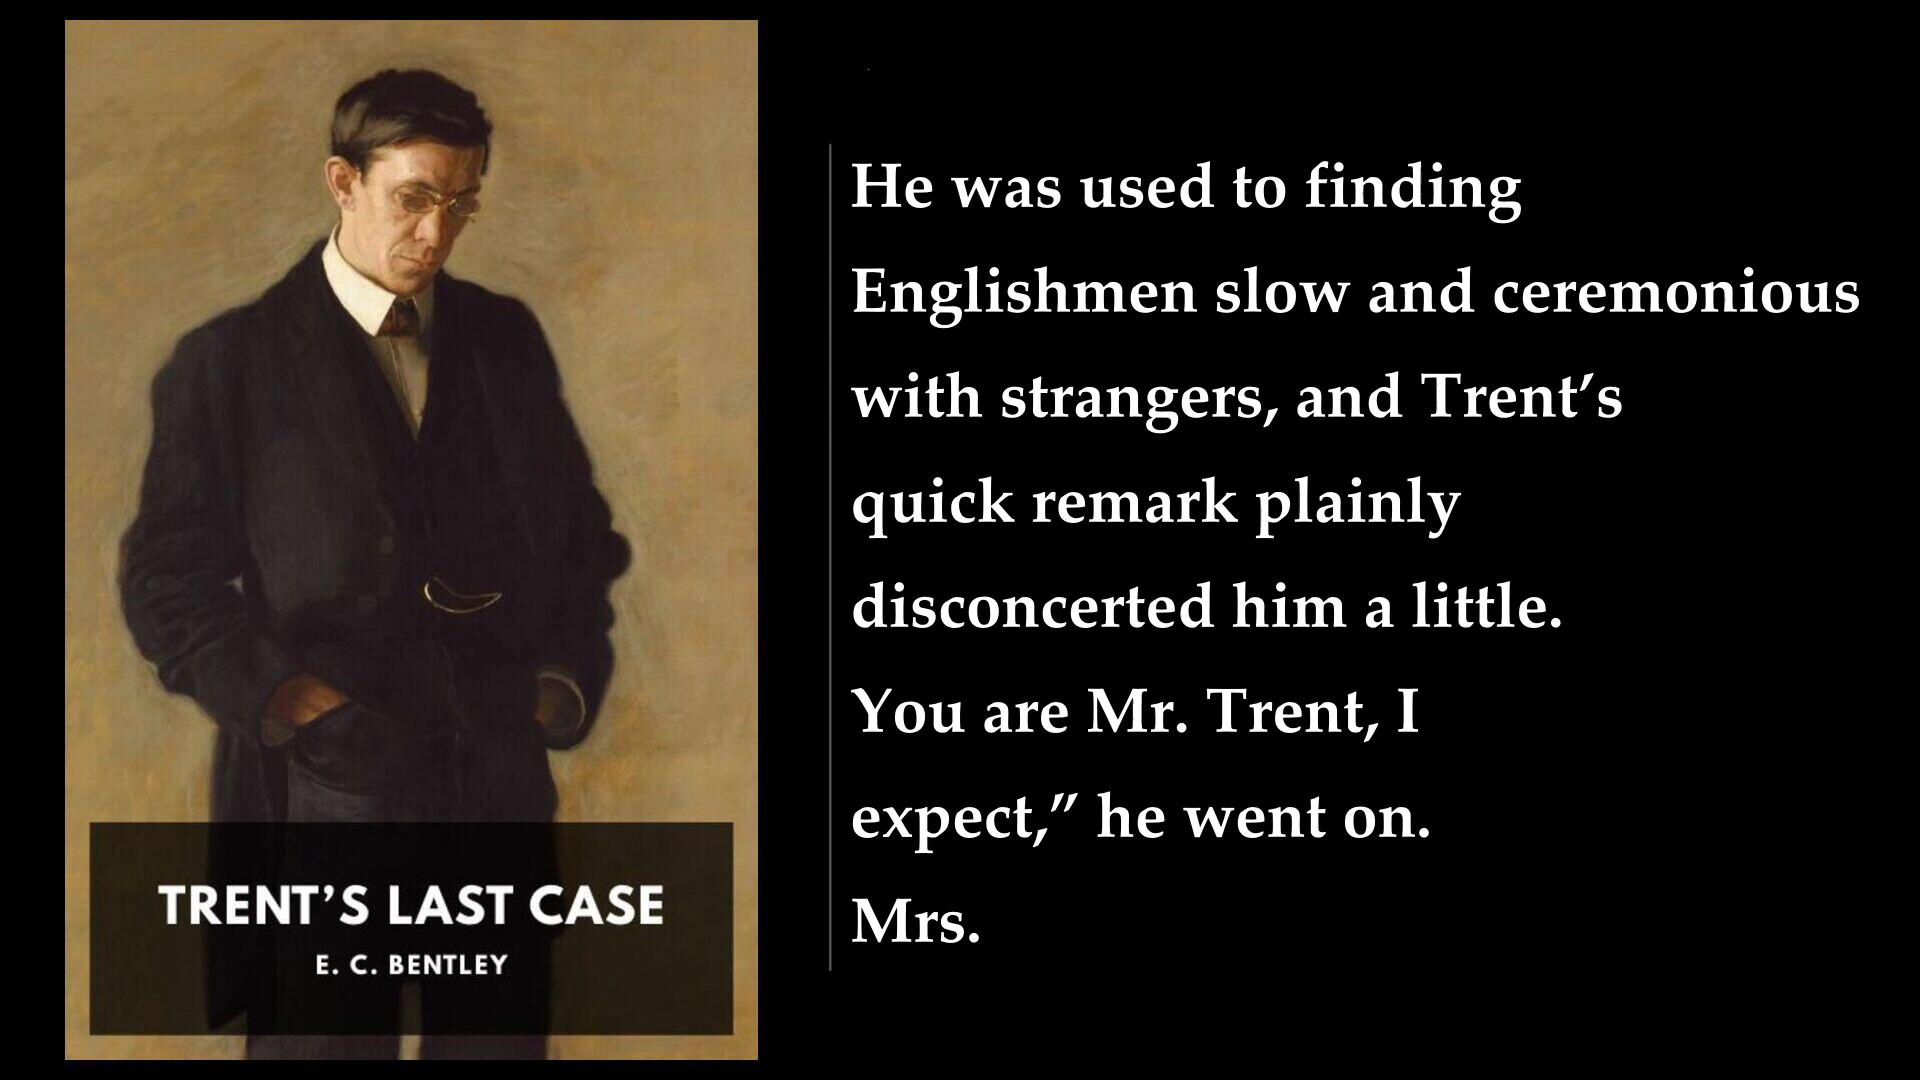 TRENT’S LAST CASE
E. C. BENTLEY
He was used to finding
Englishmen slow and ceremonious
with strangers, and Trent’s
quick remark plainly
disconcerted him a little.
You are Mr. Trent, I
expect,” he went on.
Mrs.